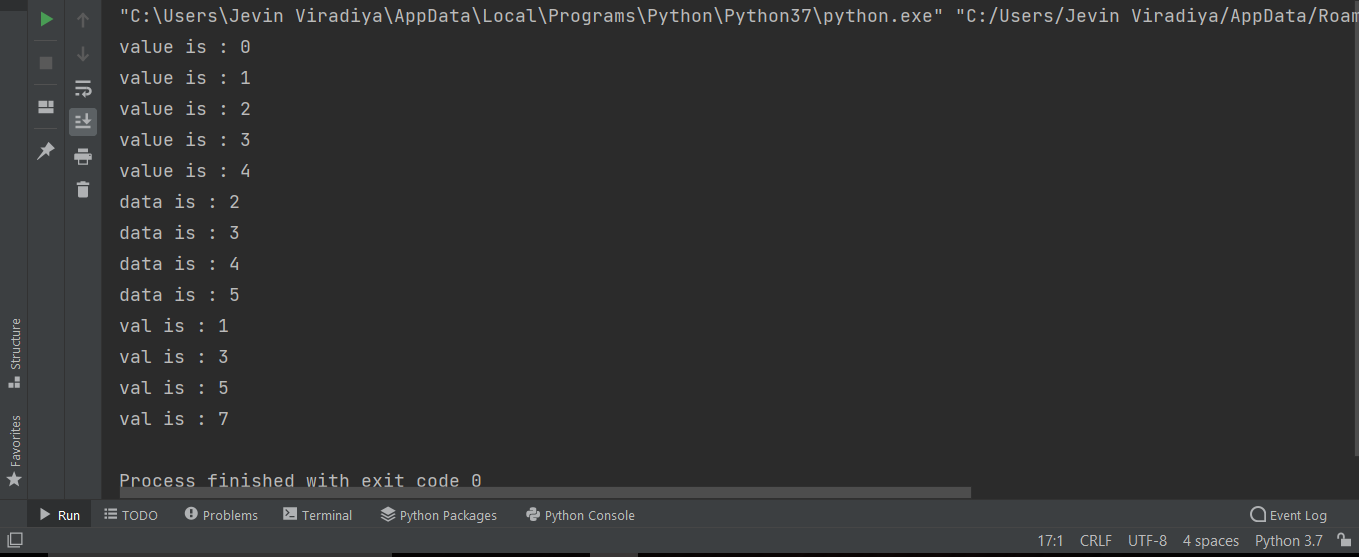 "C:\Users\Jevin Viradiya\AppData\Local\Programs\Python\Python37\python.exe" "C:/Users/Jevin Viradiya/AppData/Roam
value is : 0
value is : 1
value is : 2
value is : 3
value is : 4
data is : 2
data is : 3
data is : 4
data is : 5
val is : 1
val is : 3
val is : 5
val is : 7
Process finished with exit code 0
Structure
Favorites
Run TODO Problems Terminal Python Packages Python Console Event Log
17:1 CRLF UTF-8 4 spaces Python 3.7